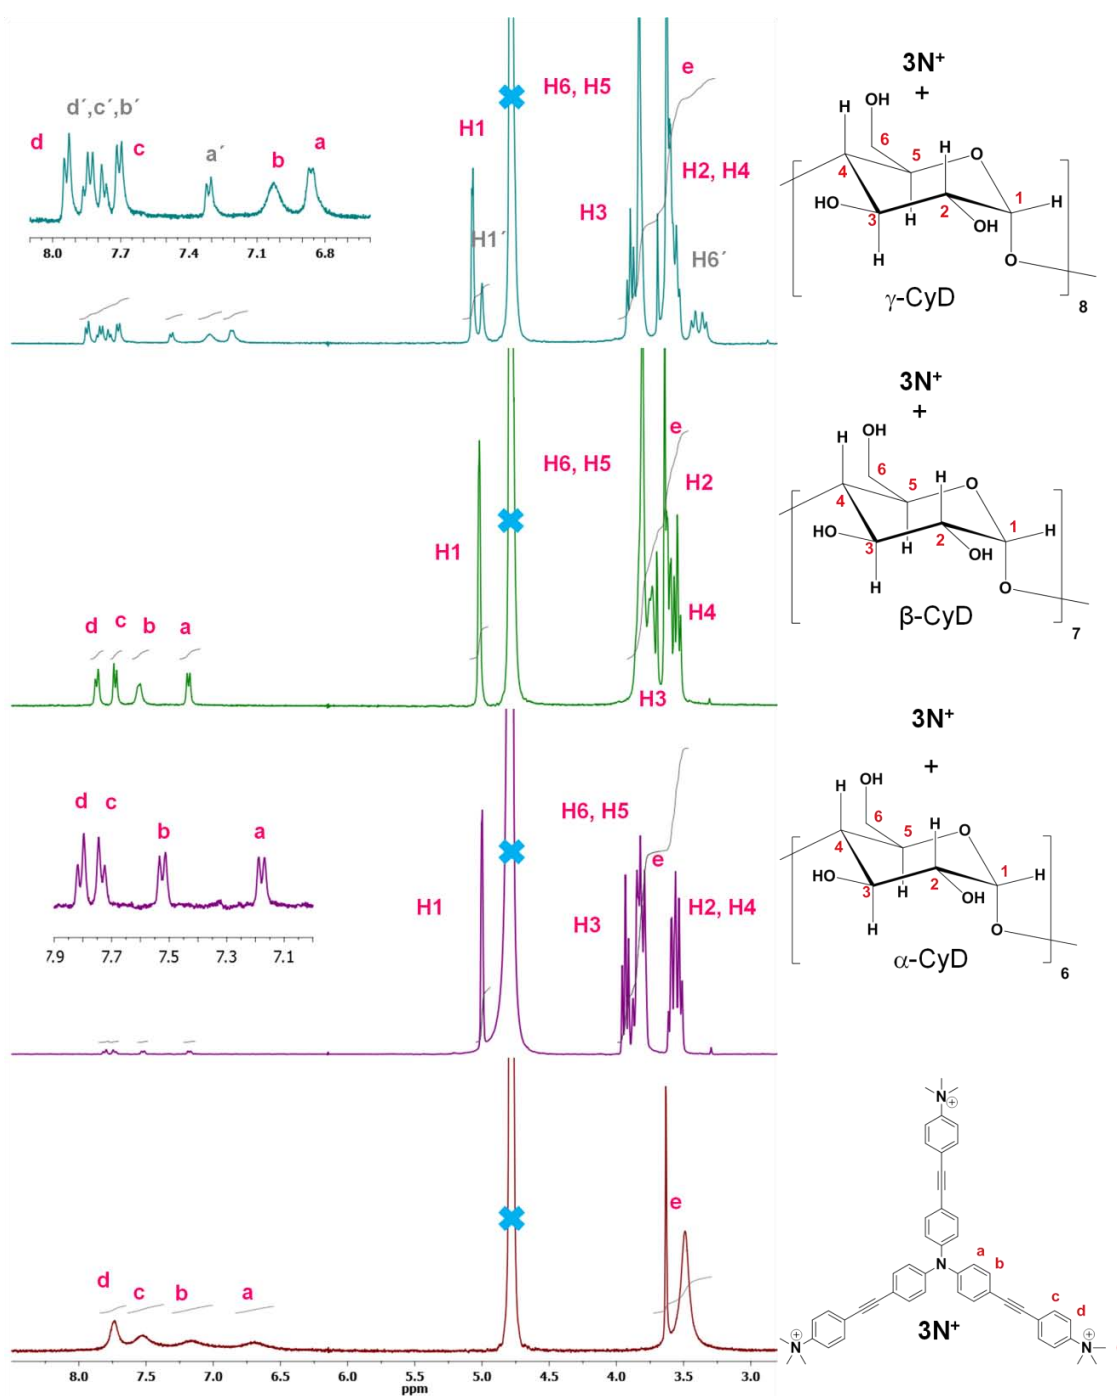 d
d´,c´,b´
c
a´
b
a
8.0 7.7 7.4 7.1 6.8
H1
H1´
H6, H5
e
H2, H4
H3
H6´
3N⁺
+
OH
6
H
H
4
5
O
1
HO
3
2
H
OH
H
H
O
8
γ-CyD
d
c
b
a
H1
H6, H5
e
H2
H4
H3
3N⁺
+
OH
6
H
H
4
5
O
1
HO
3
2
H
OH
H
H
O
7
β-CyD
d
c
b
a
7.9 7.7 7.5 7.3 7.1
H1
H6, H5
e
H3
H2, H4
3N⁺
+
OH
6
H
H
4
5
O
1
HO
3
2
H
OH
H
H
O
6
α-CyD
d
c
b
a
e
8.0 7.5 7.0 6.5 6.0 5.5 5.0 4.5 4.0 3.5 3.0
ppm
N
⊕
a
b
N
c
d
3N⁺
⊕
N
⊕
N